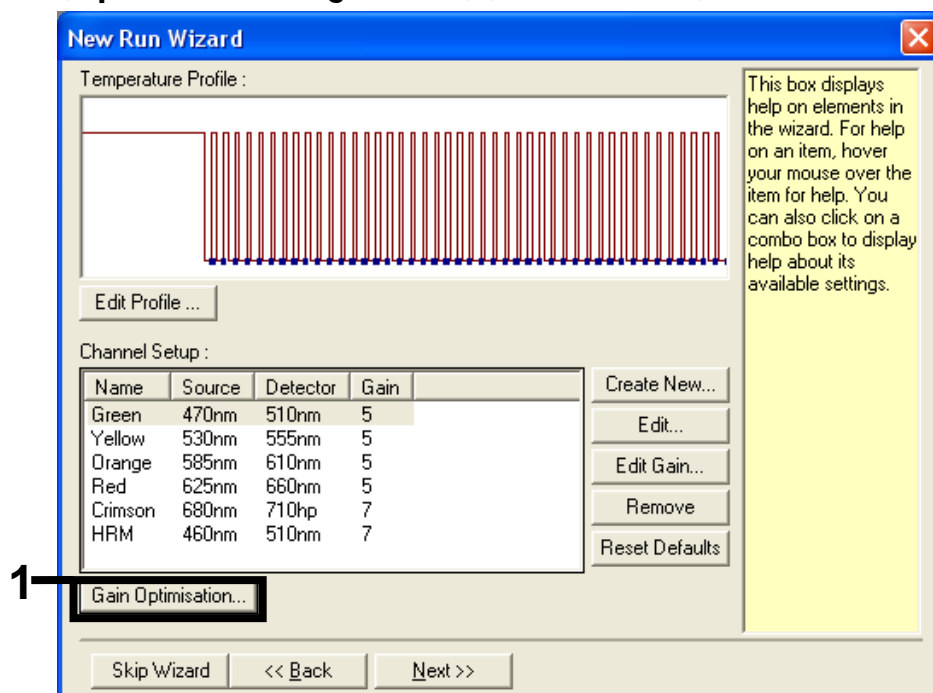 New Run Wizard
Temperature Profile :
This box displays
help on elements in
the wizard. For help
on an item, hover
your mouse over the
item for help. You
can also click on a
combo box to display
help about its
available settings.
Edit Profile ...
Channel Setup :
Name Source Detector Gain
Green 470nm 510nm 5
Yellow 530nm 555nm 5
Orange 585nm 610nm 5
Red 625nm 660nm 5
Crimson 680nm 710hp 7
HRM 460nm 510nm 7
Create New...
Edit...
Edit Gain...
Remove
Reset Defaults
1
Gain Optimisation...
Skip Wizard << Back Next >>